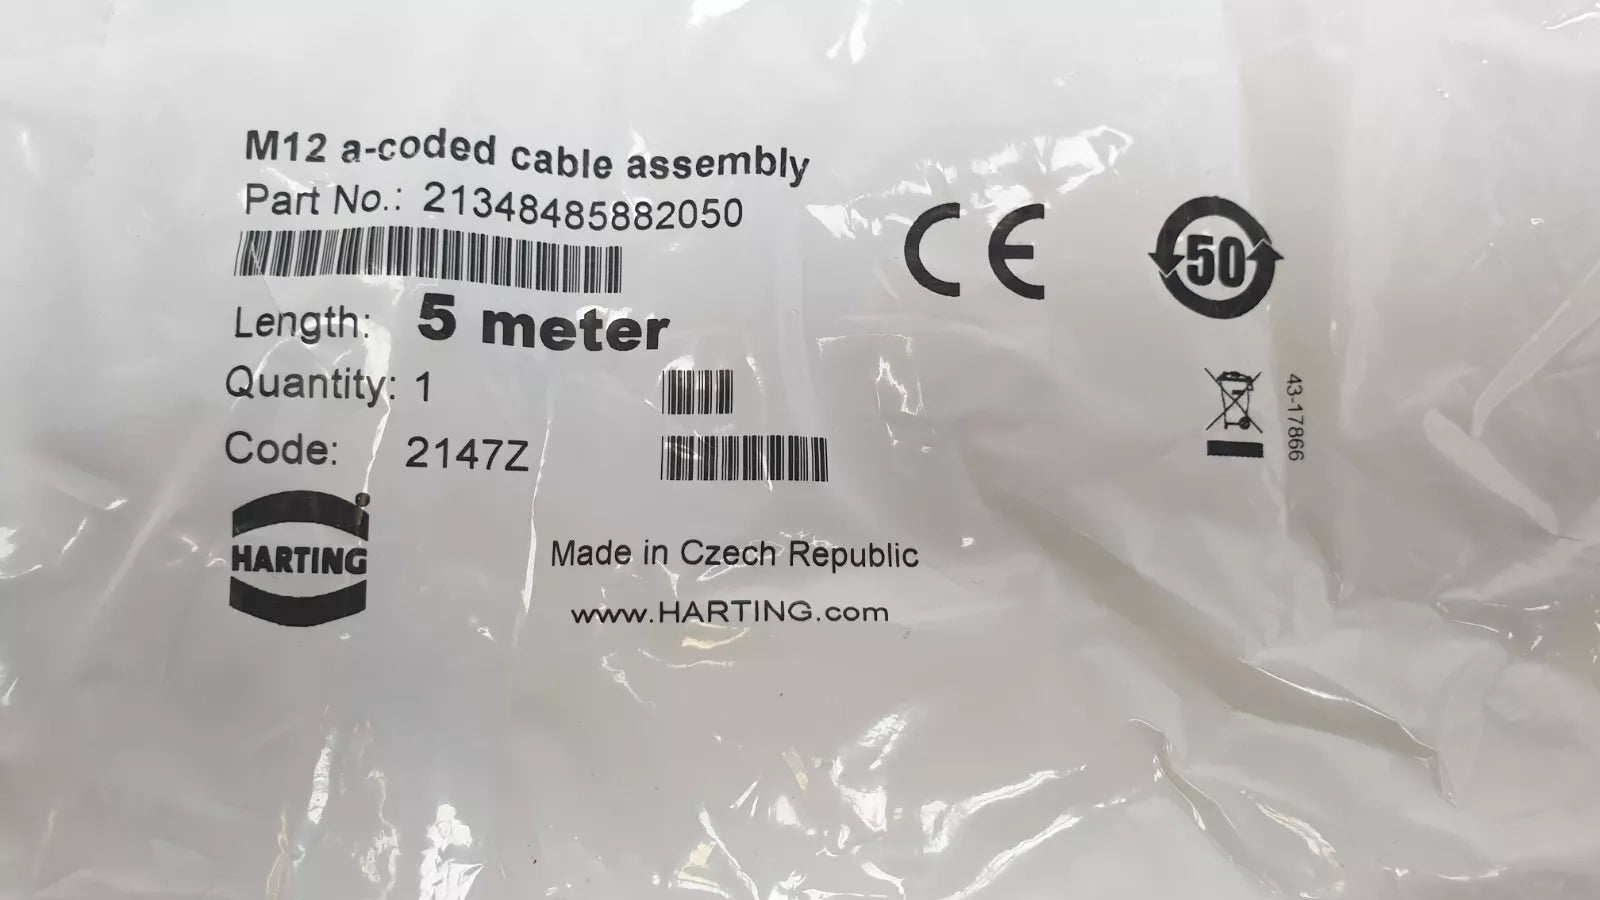 M12 a-coded cable assembly
Part No.: 21348485882050
Length: 5 meter
Quantity: 1
Code: 2147Z
HARTING
Made in Czech Republic
www.HARTING.com
50
43-17866